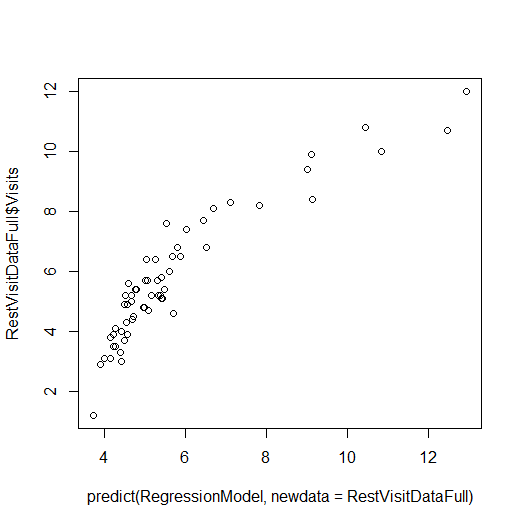 12
10
8
6
4
2
RestVisitDataFull$Visits
4 6 8 10 12
predict(RegressionModel, newdata = RestVisitDataFull)